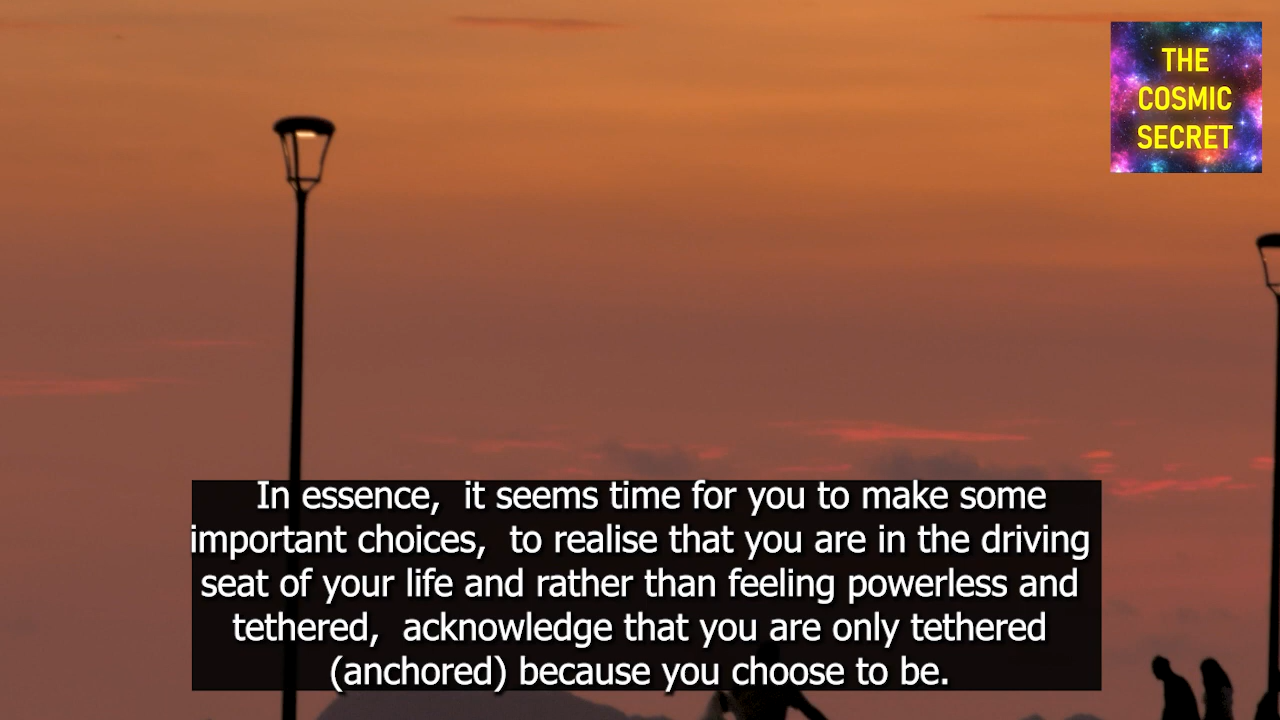 THE
COSMIC
SECRET
In essence,  it seems time for you to make some
important choices,  to realise that you are in the driving
seat of your life and rather than feeling powerless and
tethered,  acknowledge that you are only tethered
(anchored) because you choose to be.